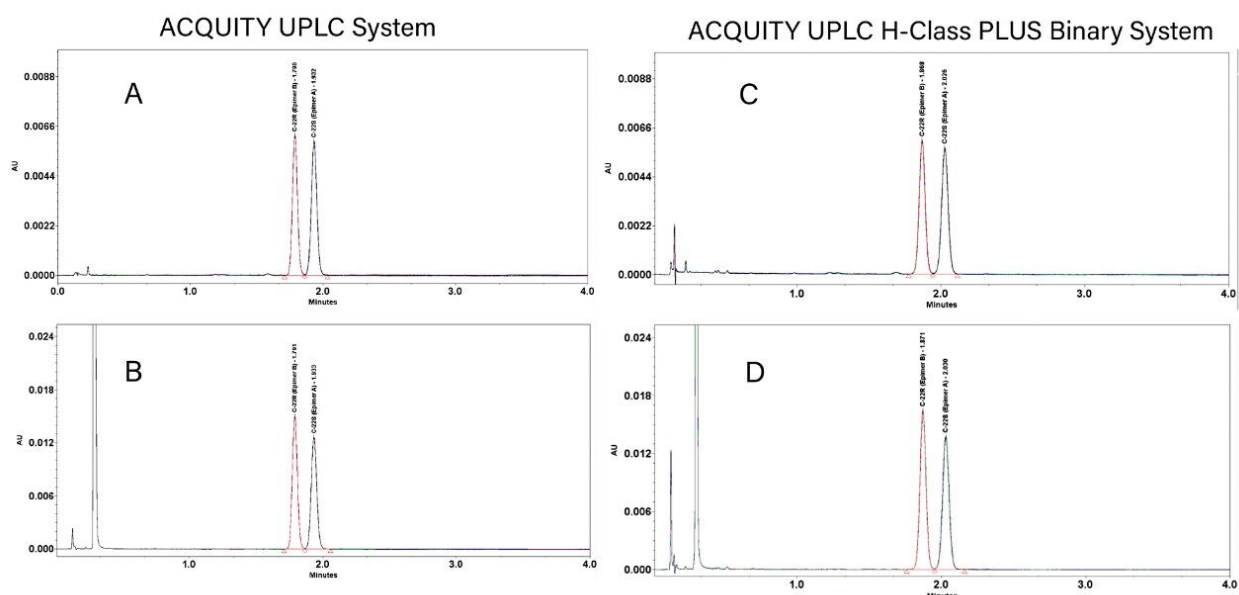 ACQUITY UPLC System
ACQUITY UPLC H-Class PLUS Binary System
A
0.0088
0.0066
0.0044
0.0022
0.0000
AU
C-22R (Epimer B) - 1.790
C-22S (Epimer A) - 1.932
0.0
1.0
2.0
3.0
4.0
Minutes
C
0.0088
0.0066
0.0044
0.0022
0.0000
AU
C-22R (Epimer B) - 1.868
C-22S (Epimer A) - 2.026
1.0
2.0
3.0
4.0
Minutes
B
0.024
0.018
0.012
0.006
0.000
AU
C-22R (Epimer B) - 1.791
C-22S (Epimer A) - 1.933
1.0
2.0
3.0
4.0
Minutes
D
0.024
0.018
0.012
0.006
0.000
AU
C-22R (Epimer B) - 1.871
C-22S (Epimer A) - 2.030
1.0
2.0
3.0
4.0